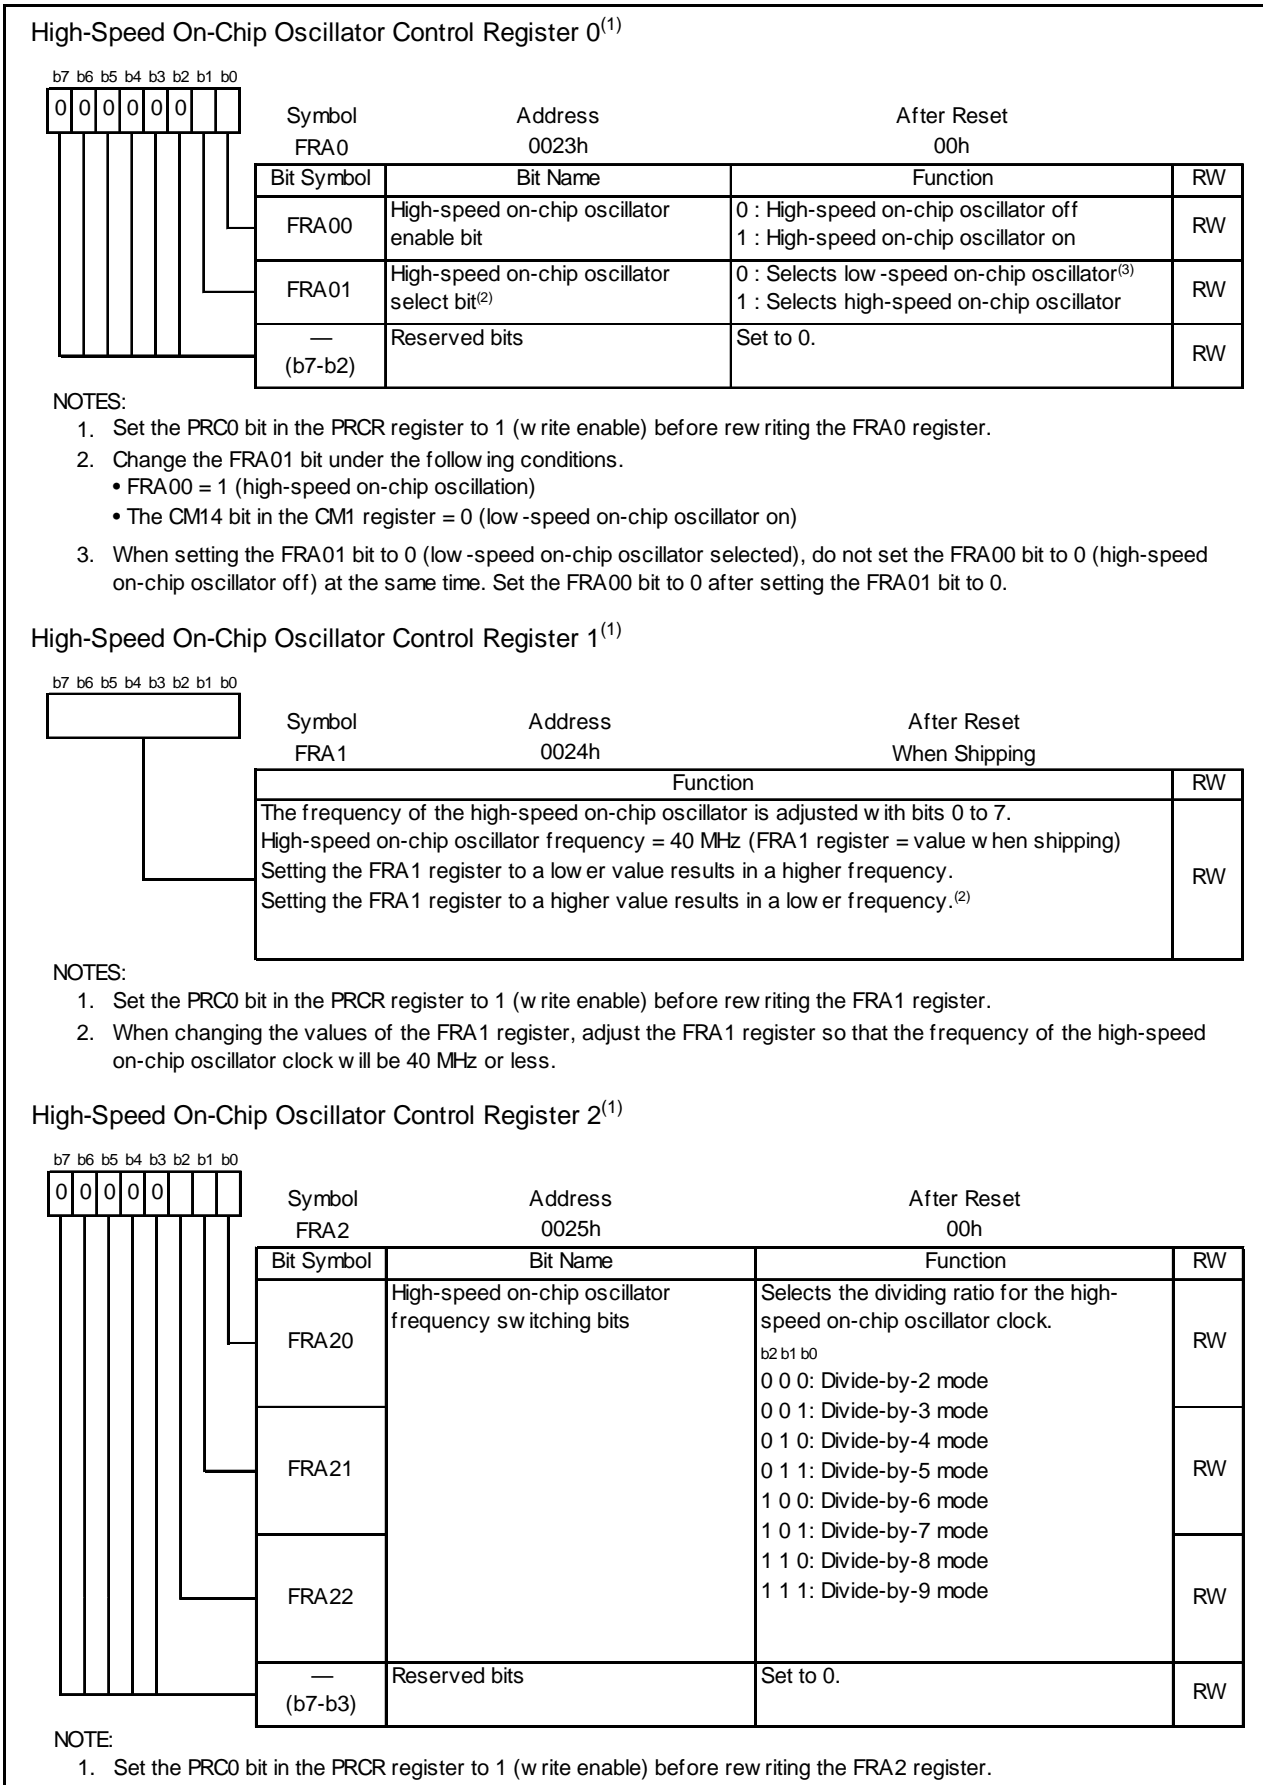 High-Speed On-Chip Oscillator Control Register 0(1)
b7 b6 b5 b4 b3 b2 b1 b0
0 0 0 0 0 0
Symbol Address After Reset
FRA0 0023h 00h
Bit Symbol Bit Name Function RW
FRA00 High-speed on-chip oscillator enable bit 0 : High-speed on-chip oscillator off RW
1 : High-speed on-chip oscillator on
FRA01 High-speed on-chip oscillator select bit(2) 0 : Selects low-speed on-chip oscillator(3) RW
1 : Selects high-speed on-chip oscillator
— (b7-b2) Reserved bits Set to 0. RW
NOTES:
1. Set the PRC0 bit in the PRCR register to 1 (write enable) before rewriting the FRA0 register.
2. Change the FRA01 bit under the following conditions.
• FRA00 = 1 (high-speed on-chip oscillation)
• The CM14 bit in the CM1 register = 0 (low-speed on-chip oscillator on)
3. When setting the FRA01 bit to 0 (low-speed on-chip oscillator selected), do not set the FRA00 bit to 0 (high-speed
on-chip oscillator off) at the same time. Set the FRA00 bit to 0 after setting the FRA01 bit to 0.
High-Speed On-Chip Oscillator Control Register 1(1)
b7 b6 b5 b4 b3 b2 b1 b0
Symbol Address After Reset
FRA1 0024h When Shipping
Function RW
The frequency of the high-speed on-chip oscillator is adjusted with bits 0 to 7.
High-speed on-chip oscillator frequency = 40 MHz (FRA1 register = value when shipping)
Setting the FRA1 register to a lower value results in a higher frequency.
RW
Setting the FRA1 register to a higher value results in a lower frequency.(2)
NOTES:
1. Set the PRC0 bit in the PRCR register to 1 (write enable) before rewriting the FRA1 register.
2. When changing the values of the FRA1 register, adjust the FRA1 register so that the frequency of the high-speed
on-chip oscillator clock will be 40 MHz or less.
High-Speed On-Chip Oscillator Control Register 2(1)
b7 b6 b5 b4 b3 b2 b1 b0
0 0 0 0 0
Symbol Address After Reset
FRA2 0025h 00h
Bit Symbol Bit Name Function RW
High-speed on-chip oscillator Selects the dividing ratio for the high-
frequency switching bits speed on-chip oscillator clock.
FRA20 RW
b2 b1 b0
0 0 0: Divide-by-2 mode
0 0 1: Divide-by-3 mode
0 1 0: Divide-by-4 mode
FRA21 0 1 1: Divide-by-5 mode RW
1 0 0: Divide-by-6 mode
1 0 1: Divide-by-7 mode
1 1 0: Divide-by-8 mode
FRA22 1 1 1: Divide-by-9 mode RW
— (b7-b3) Reserved bits Set to 0. RW
NOTE:
1. Set the PRC0 bit in the PRCR register to 1 (write enable) before rewriting the FRA2 register.